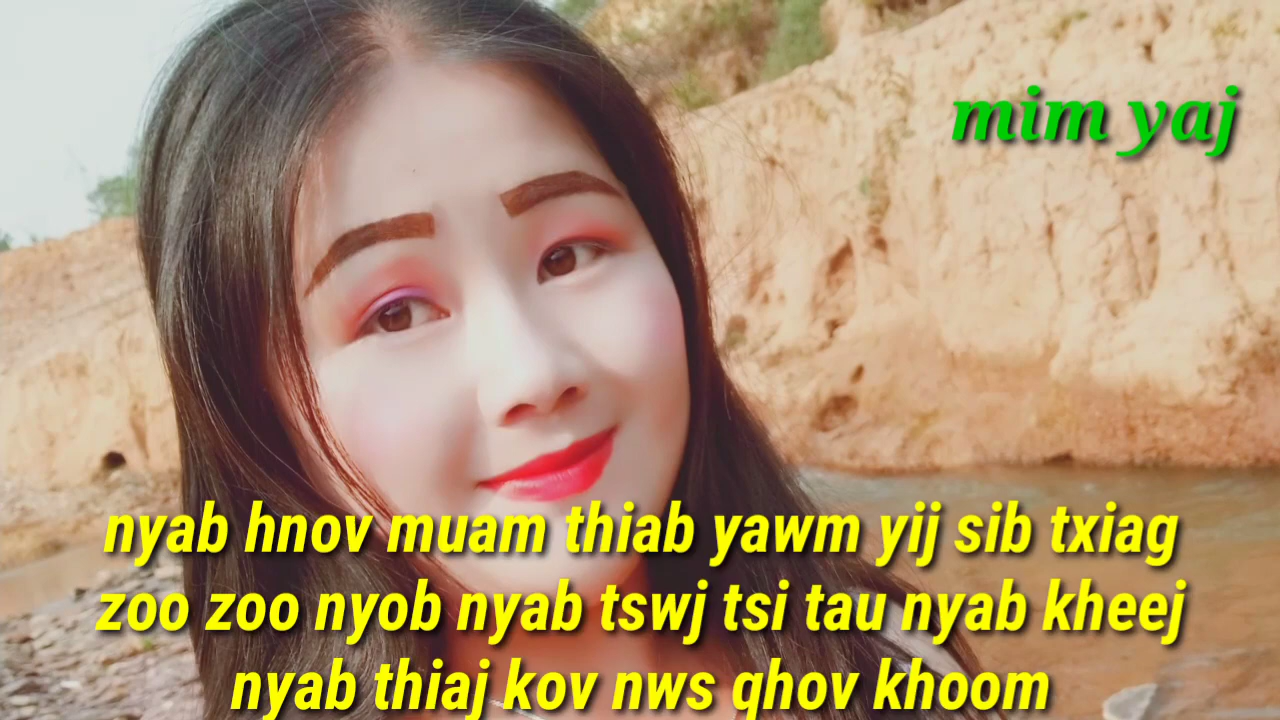 mim yaj
nyab hnov muam thiab yawm yij sib txiag
zoo zoo nyob nyab tswj tsi tau nyab kheej
nyab thiaj kov nws qhov khoom